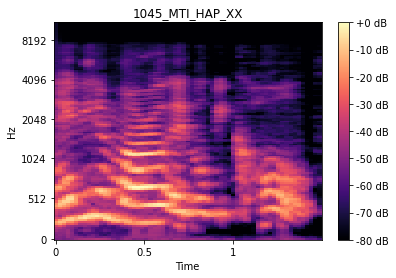 1045_MTI_HAP_XX
8192
4096
2048
1024
512
0
Hz
0
0.5
1
Time
+0 dB
-10 dB
-20 dB
-30 dB
-40 dB
-50 dB
-60 dB
-70 dB
-80 dB